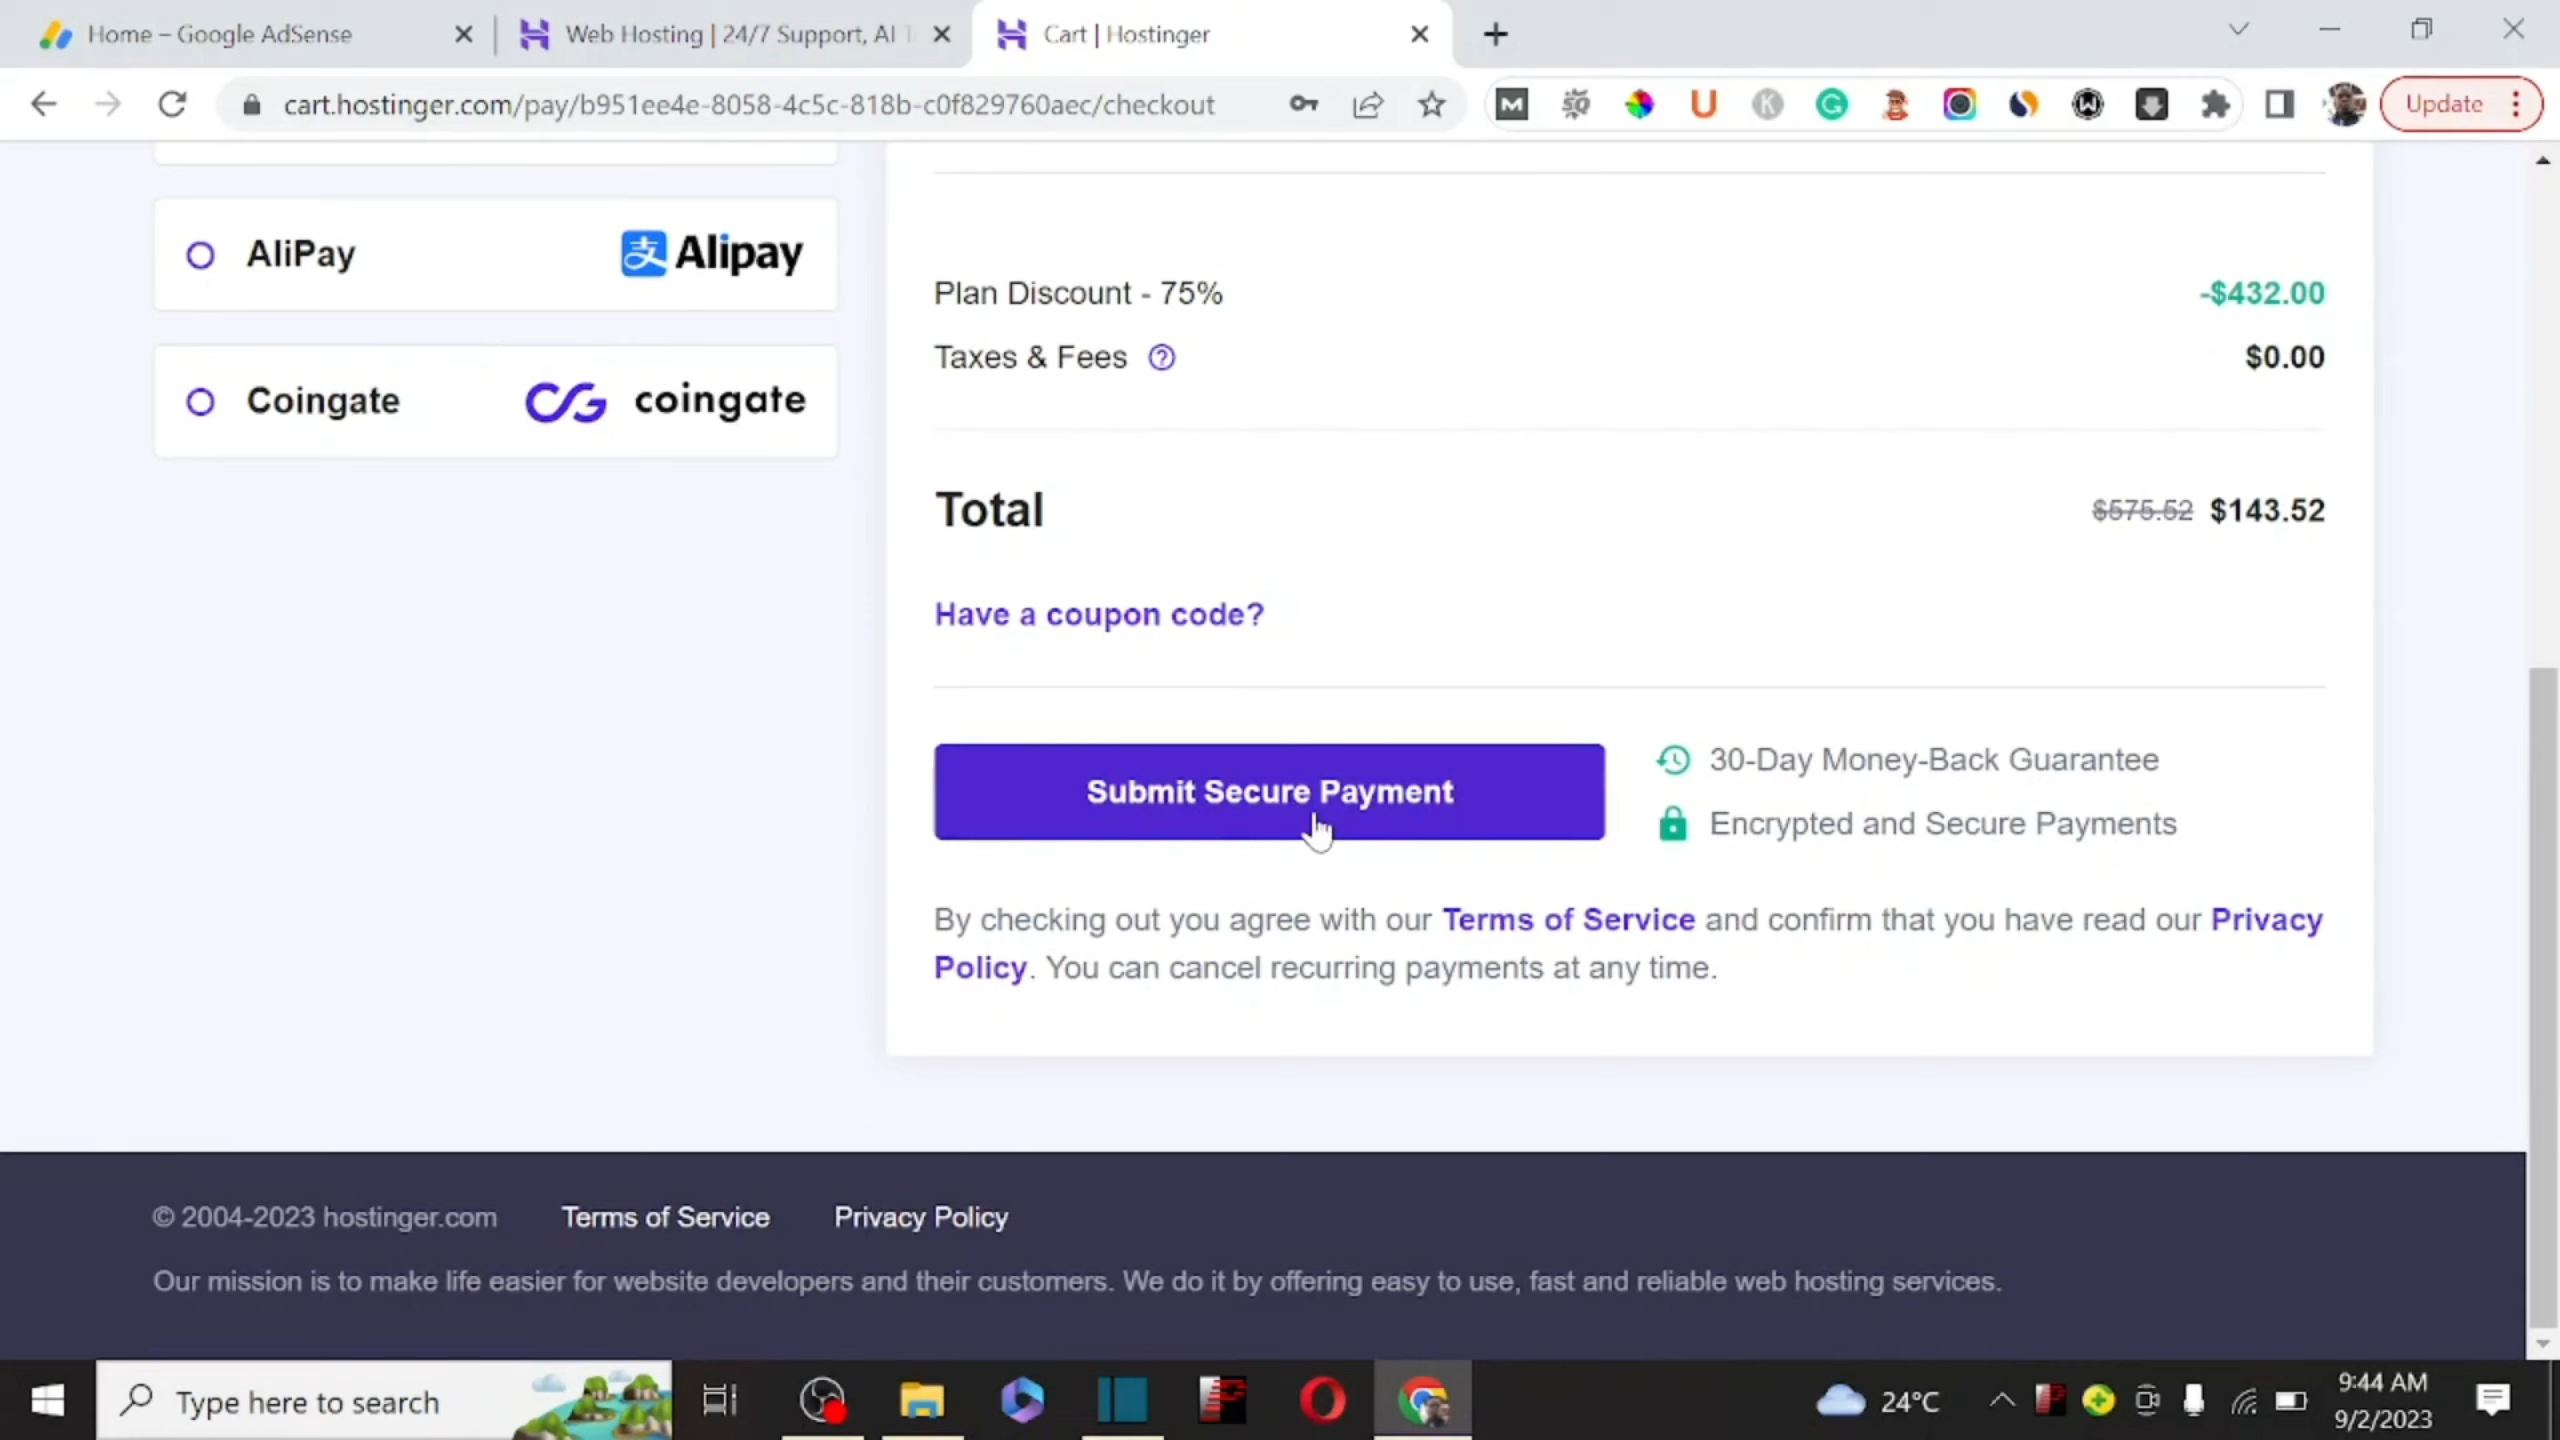 Home – Google AdSense
Web Hosting | 24/7 Support, AI
Cart | Hostinger
cart.hostinger.com/pay/b951ee4e-8058-4c5c-818b-c0f829760aec/checkout
Update
AliPay
支 Alipay
Coingate
CG coingate
Plan Discount - 75%
-$432.00
Taxes & Fees ?
$0.00
Total
$575.52 $143.52
Have a coupon code?
Submit Secure Payment
30-Day Money-Back Guarantee
Encrypted and Secure Payments
By checking out you agree with our Terms of Service and confirm that you have read our Privacy
Policy. You can cancel recurring payments at any time.
© 2004-2023 hostinger.com
Terms of Service
Privacy Policy
Our mission is to make life easier for website developers and their customers. We do it by offering easy to use, fast and reliable web hosting services.
Type here to search
24°C
9:44 AM
9/2/2023